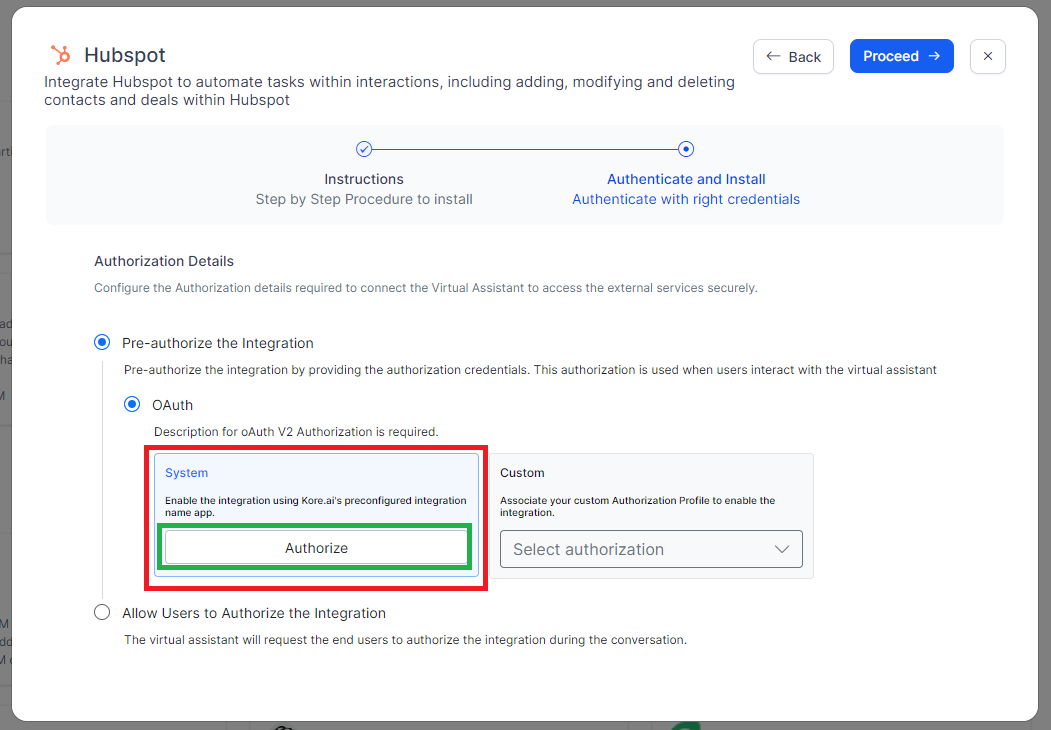 Hubspot
Back
Proceed
Integrate Hubspot to automate tasks within interactions, including adding, modifying and deleting
contacts and deals within Hubspot
Instructions
Step by Step Procedure to install
Authenticate and Install
Authenticate with right credentials
Authorization Details
Configure the Authorization details required to connect the Virtual Assistant to access the external services securely.
Pre-authorize the Integration
Pre-authorize the integration by providing the authorization credentials. This authorization is used when users interact with the virtual assistant
OAuth
Description for oAuth V2 Authorization is required.
System
Enable the integration using Kore.ai's preconfigured integration
name app.
Authorize
Custom
Associate your custom Authorization Profile to enable the
integration.
Select authorization
Allow Users to Authorize the Integration
The virtual assistant will request the end users to authorize the integration during the conversation.